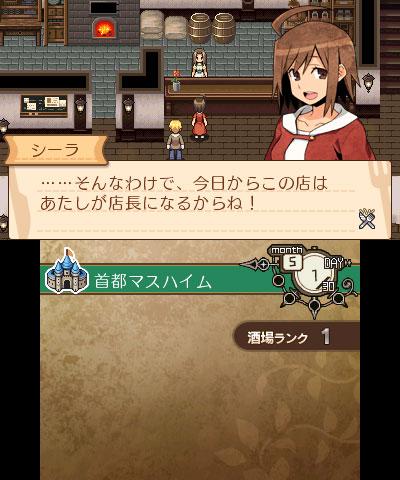 シーラ
……そんなわけで、今日からこの店は
あたしが店長になるからね！
首都マスハイム
month
5
1
DAY
30
酒場ランク 1